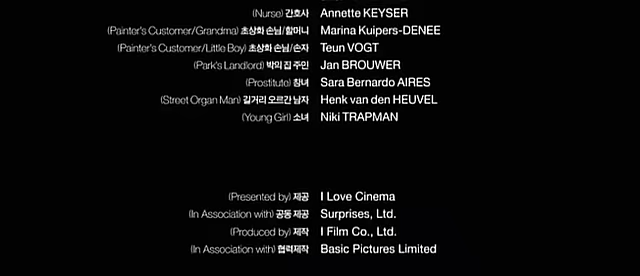 (Nurse) 간호사 Annette KEYSER
(Painter's Customer/Grandma) 초상화 손님/할머니 Marina Kuipers-DENEE
(Painter's Customer/Little Boy) 초상화 손님/손자 Teun VOGT
(Park's Landlord) 박의 집 주인 Jan BROUWER
(Prostitute) 창녀 Sara Bernardo AIRES
(Street Organ Man) 길거리 오르간 남자 Henk van den HEUVEL
(Young Girl) 소녀 Niki TRAPMAN
(Presented by) 제공 I Love Cinema
(In Association with) 공동 제공 Surprises, Ltd.
(Produced by) 제작 I Film Co., Ltd.
(In Association with) 협력제작 Basic Pictures Limited